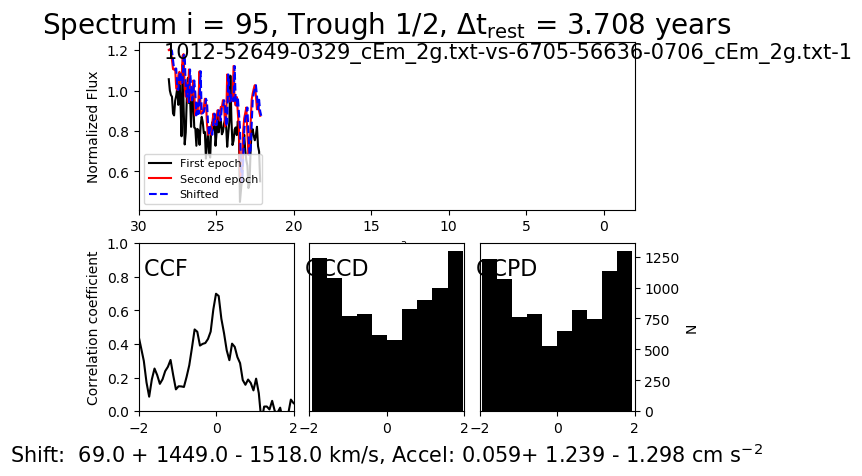 Spectrum i = 95, Trough 1/2, Δt_rest = 3.708 years
1012-52649-0329_cEm_2g.txt-vs-6705-56636-0706_cEm_2g.txt-1
Normalized Flux
1.2
1.0
0.8
0.6
First epoch
Second epoch
Shifted
30 25 20 15 10 5 0
Correlation coefficient
1.0
0.8
0.6
0.4
0.2
0.0
CCF
−2 0 2
CCCD
−2 0 2
CCPD
−2 0 2
1250
1000
750
500
250
0
N
Shift: 69.0 + 1449.0 - 1518.0 km/s, Accel: 0.059+ 1.239 - 1.298 cm s⁻²